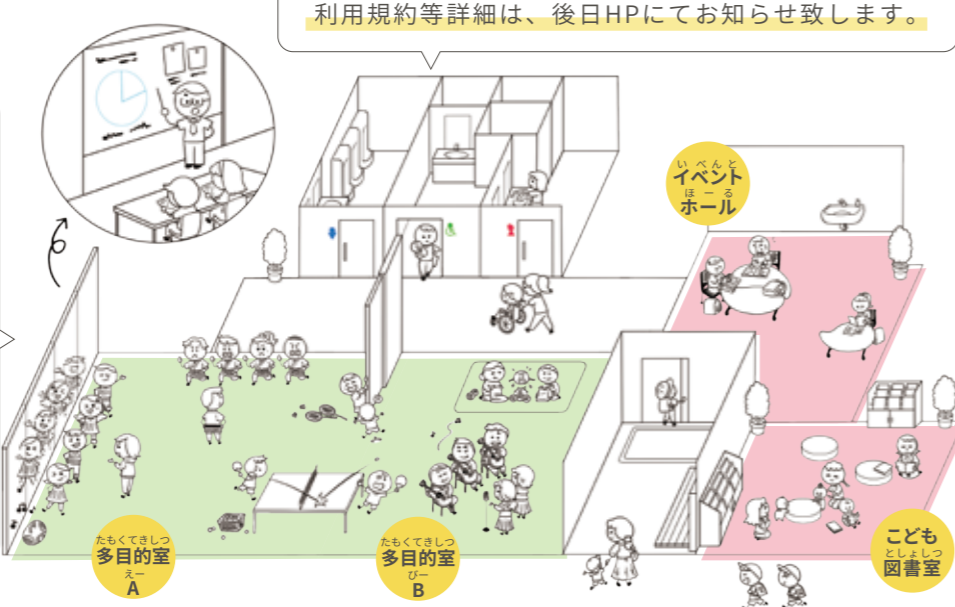 利用規約等詳細は、後日HPにてお知らせ致します。
いべんと
イベント
ほーる
ホール
たもくてきしつ
多目的室
えー
A
たもくてきしつ
多目的室
びー
B
こども
としょしつ
図書室